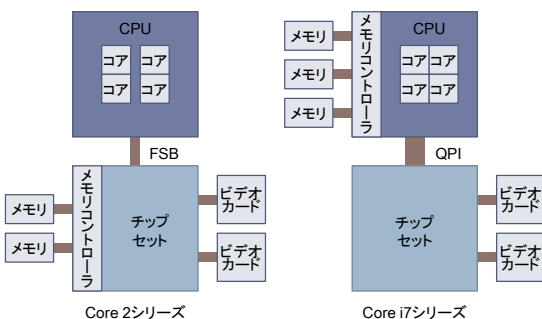 CPU
コア コア
コア コア
FSB
メモリコントローラ
メモリ
メモリ
チップ
セット
ビデオ
カード
ビデオ
カード
Core 2シリーズ
メモリ
メモリ
メモリ
メモリコントローラ
CPU
コア コア
コア コア
QPI
チップ
セット
ビデオ
カード
ビデオ
カード
Core i7シリーズ